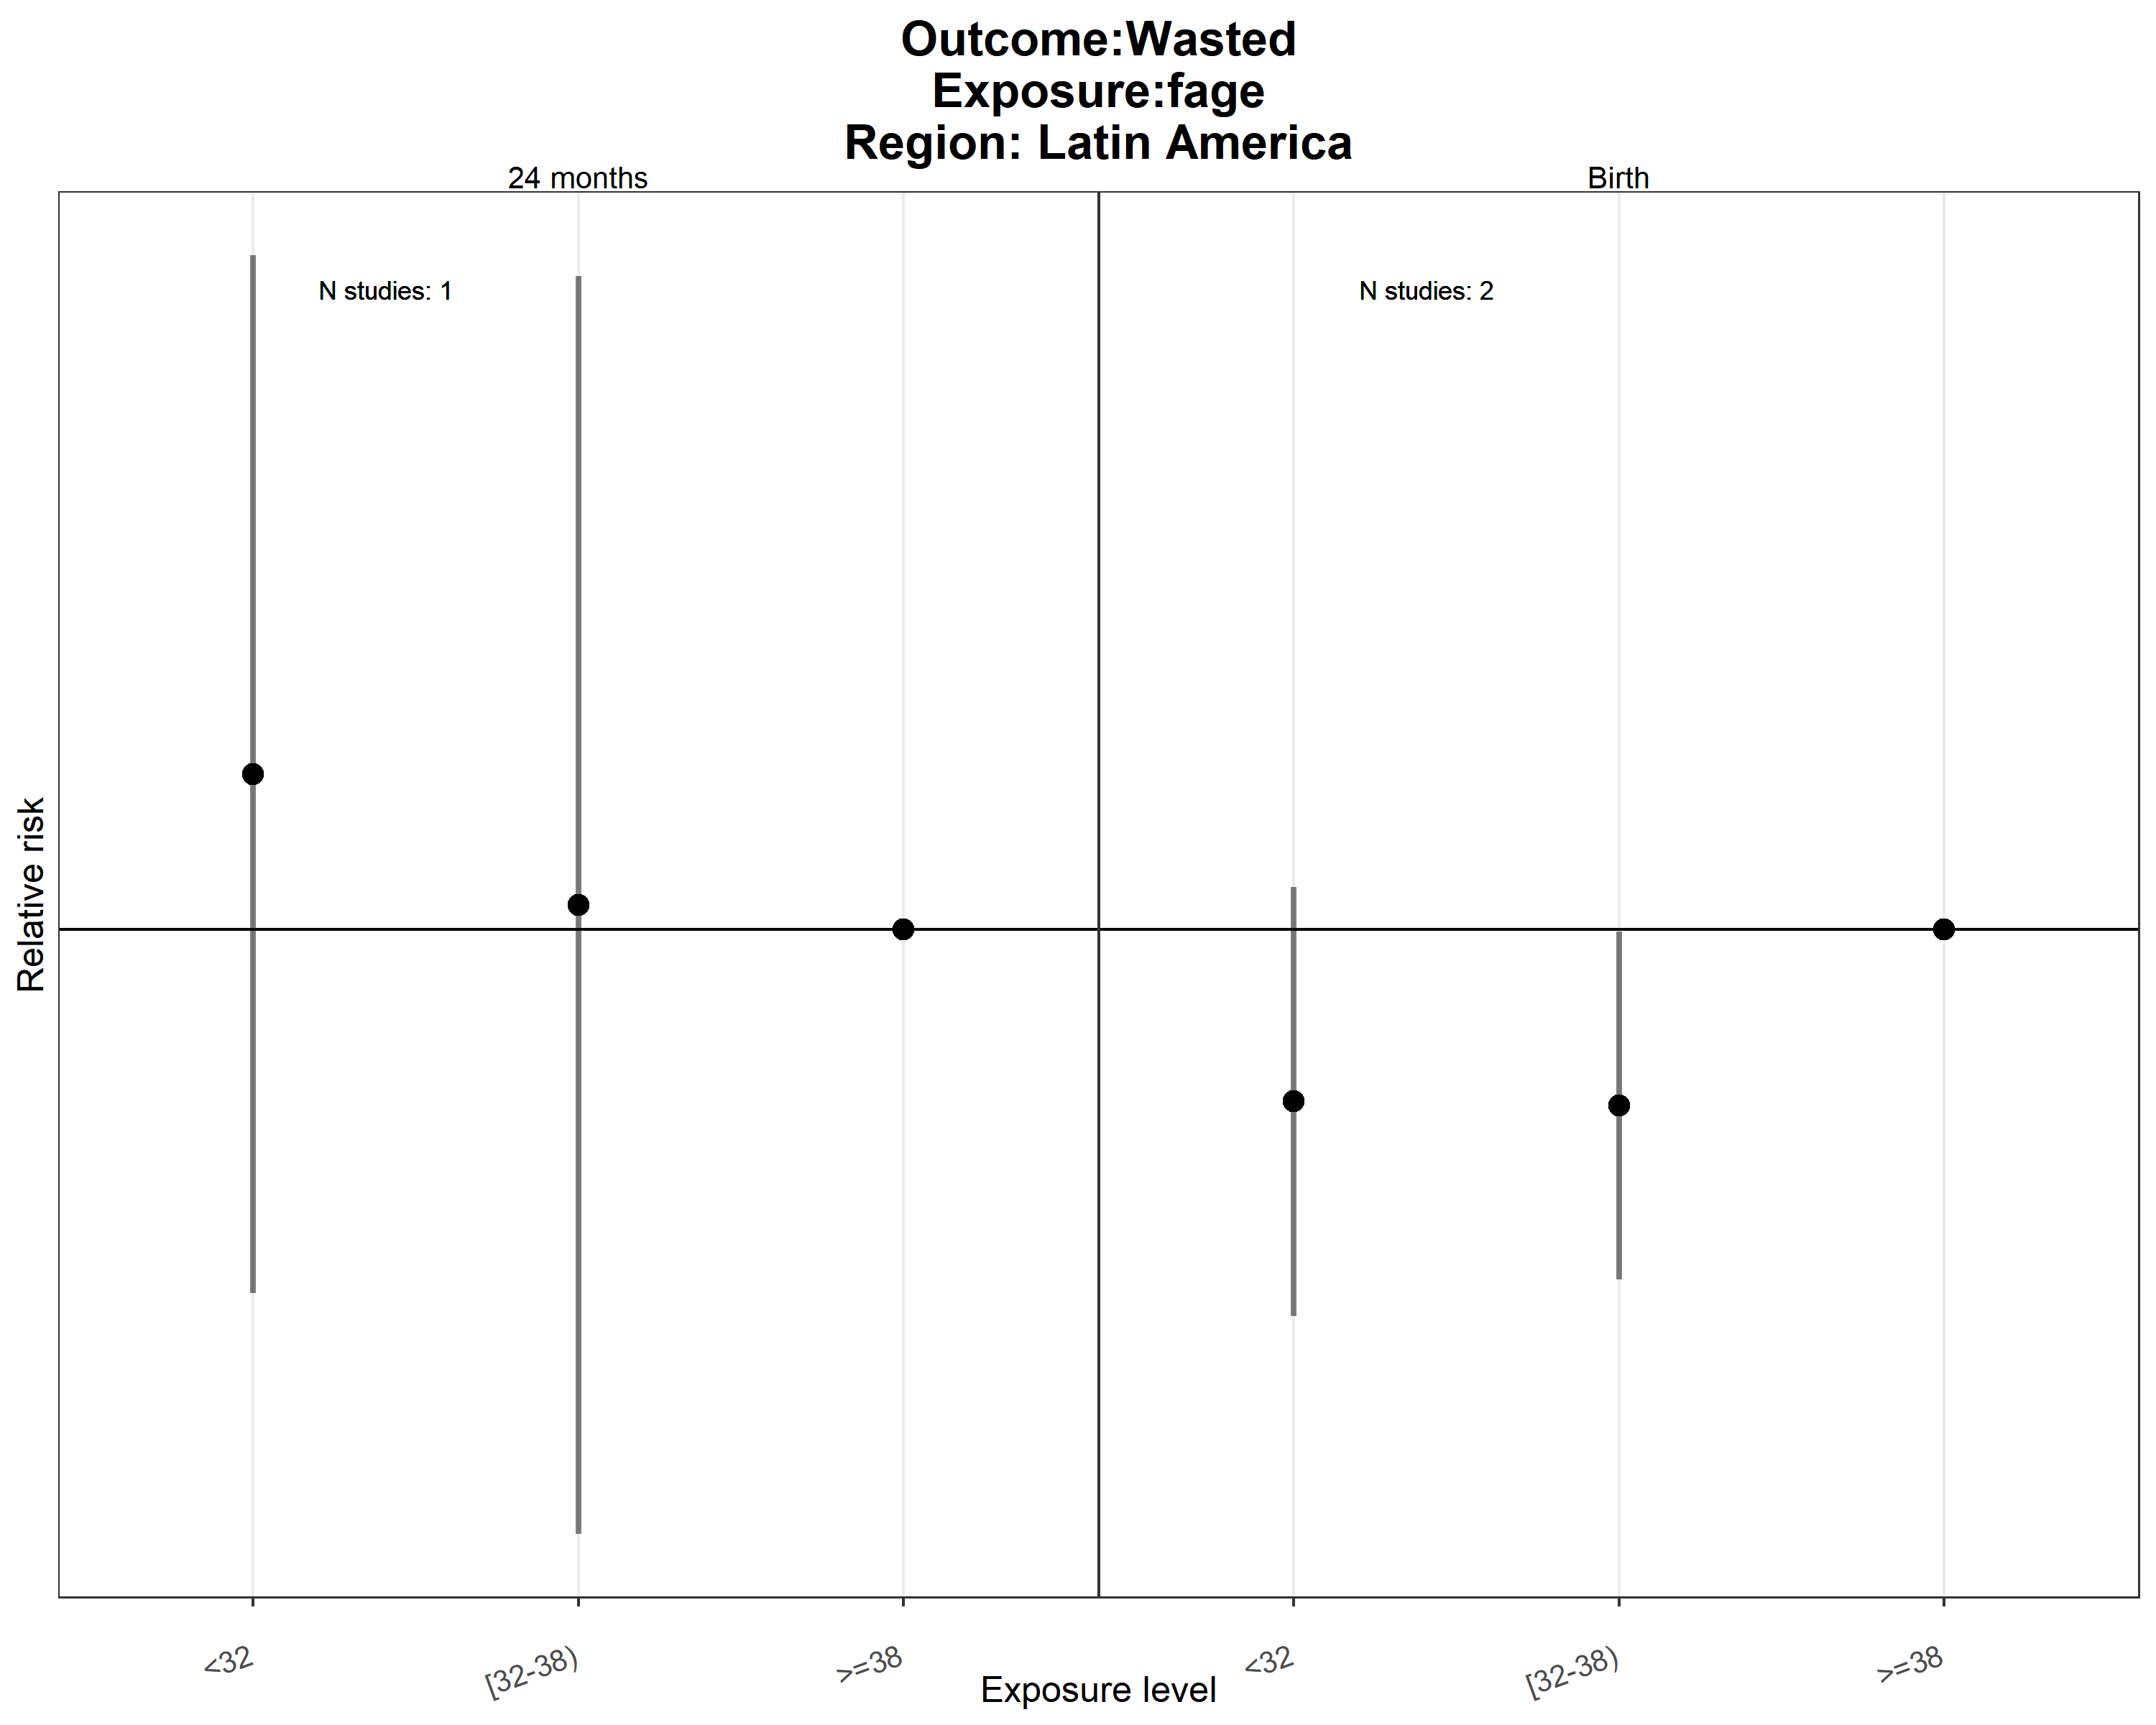 Outcome:Wasted
Exposure:fage
Region: Latin America
24 months
Birth
N studies: 1
N studies: 2
Relative risk
<32
[32-38)
>=38
<32
[32-38)
>=38
Exposure level